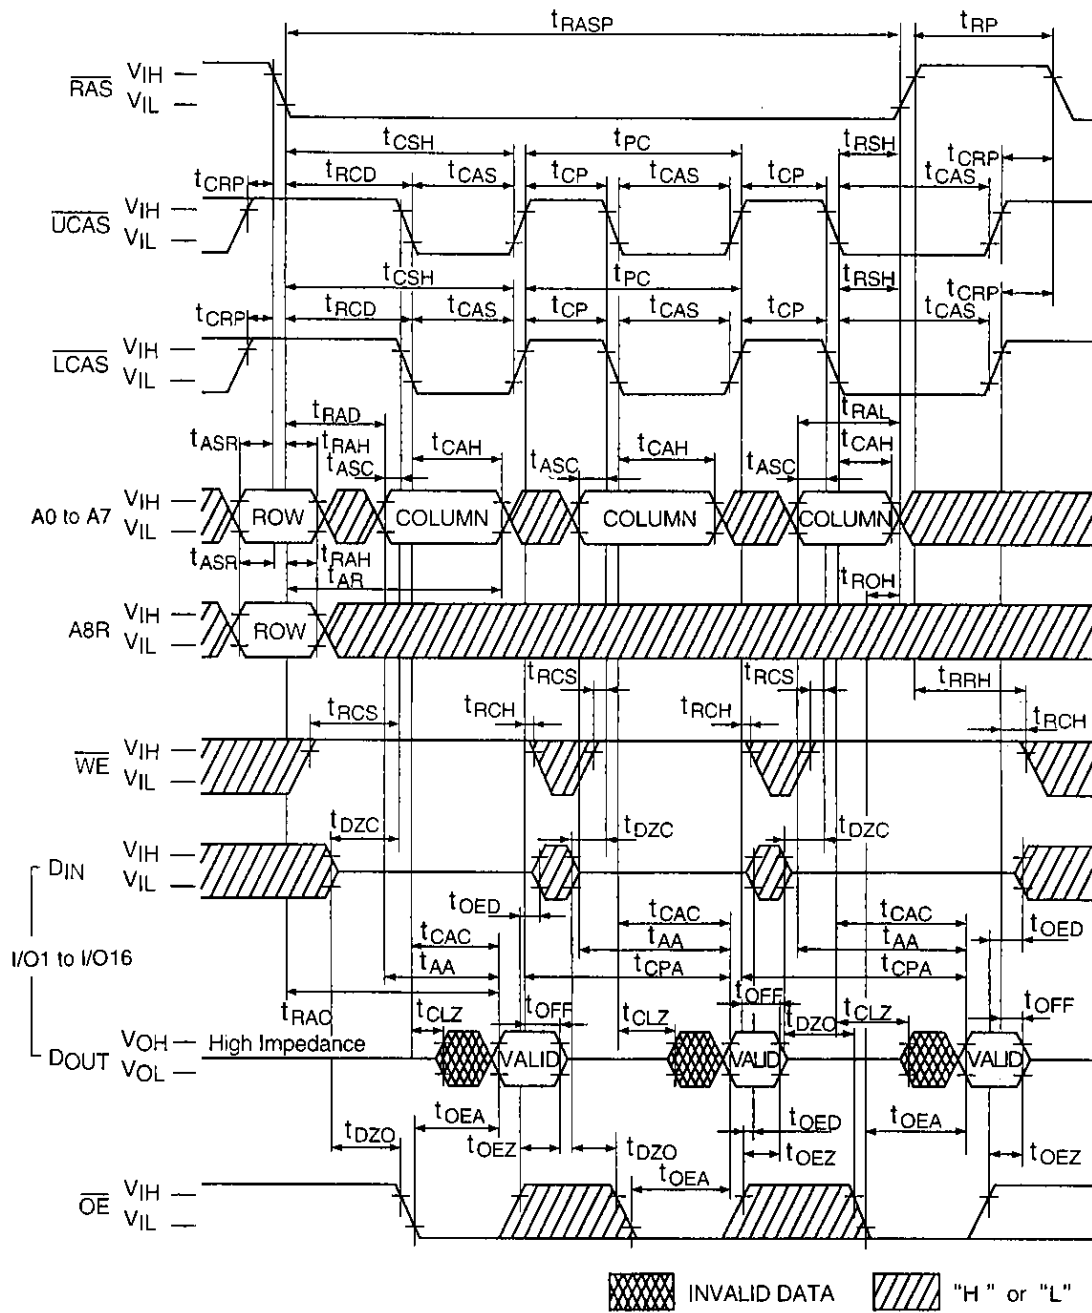 tRASP tRP
RAS VIH
VIL
tCSH tPC tRSH
tCRP tRCD tCAS tCP tCAS tCP tCAS tCRP
UCAS VIH
VIL
tCSH tPC tRSH
tCRP tRCD tCAS tCP tCAS tCP tCAS tCRP
LCAS VIH
VIL
tRAD tRAL
tASR tRAH tCAH tCAH tCAH
tASC tASC tASC
A0 to A7 VIH
VIL
ROW COLUMN COLUMN COLUMN
tASR tRAH
tAR tROH
A8R VIH
VIL
ROW
tRCS tRCS tRRH
tRCS tRCH tRCH tRCH
WE VIH
VIL
tDZC tDZC tDZC
DIN VIH
VIL
tOED tCAC tCAC tOED
tCAC tAA tAA
I/O1 to I/O16
tAA tCPA tCPA
tRAC tCLZ tOFF tCLZ tOFF tDZO tCLZ tOFF
DOUT VOH
VOL
High Impedance VALID VALID VALID
tDZO tOEA tOEZ tDZO tOED tOEA
tOEA tOEZ tOEZ
OE VIH
VIL
INVALID DATA "H" or "L"